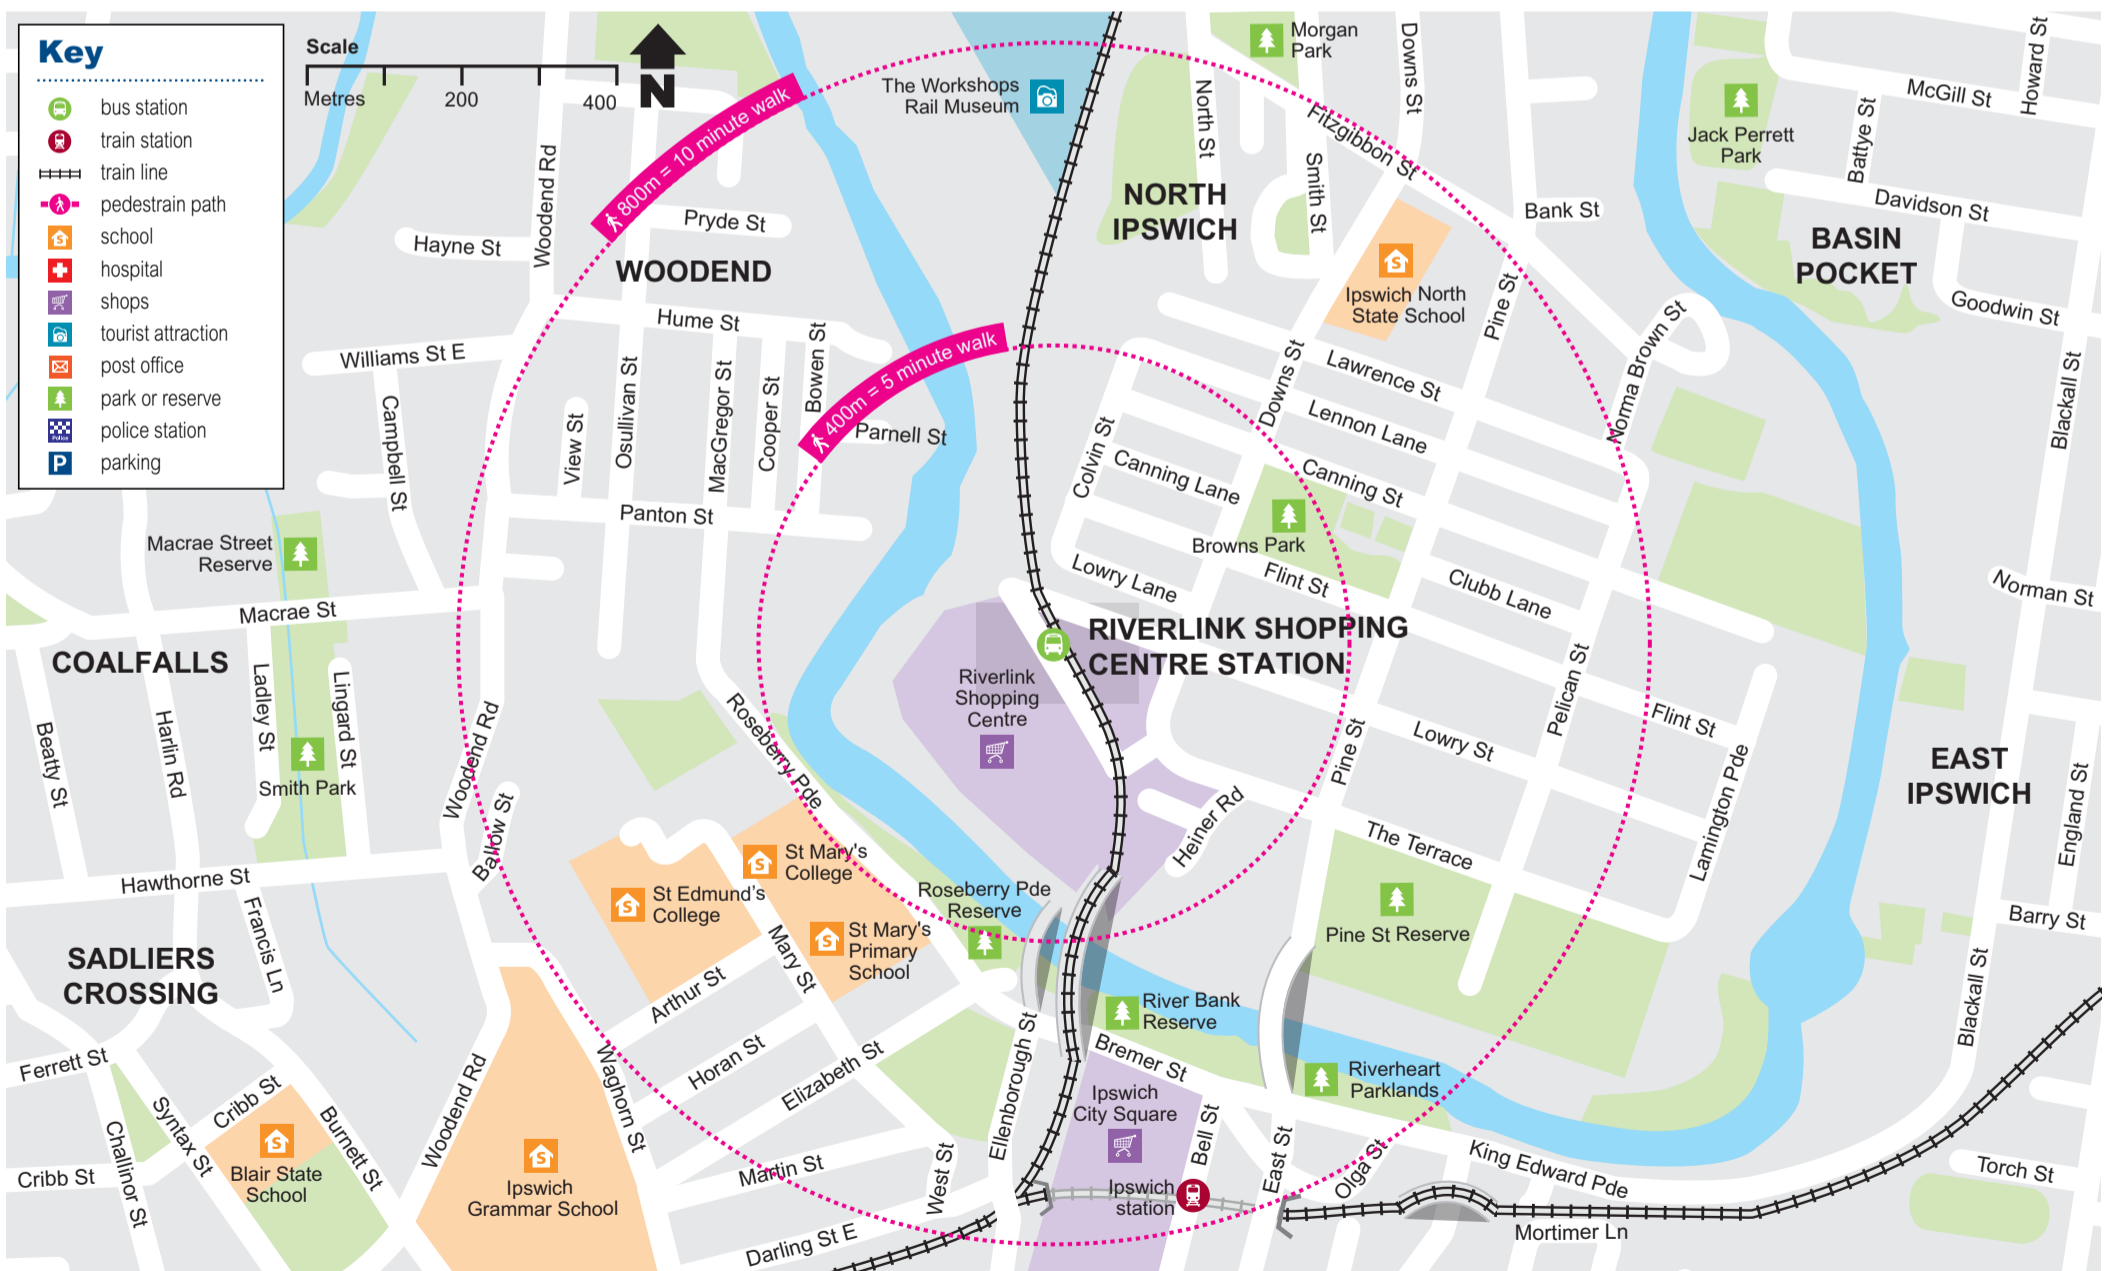 Key
bus station
train station
train line
pedestrain path
school
hospital
shops
tourist attraction
post office
park or reserve
Police
police station
P
parking
Scale
Metres
200
400
N
800m = 10 minute walk
400m = 5 minute walk
The Workshops
Rail Museum
Morgan
Park
Downs St
North St
Fitzgibbon St
Smith St
Jack Perrett
Park
McGill St
Howard St
Battye St
Davidson St
Bank St
NORTH
IPSWICH
BASIN
POCKET
Goodwin St
Woodend Rd
Pryde St
Hayne St
WOODEND
Hume St
Williams St E
Campbell St
View St
Osullivan St
MacGregor St
Cooper St
Bowen St
Parnell St
Panton St
S
Ipswich North
State School
Pine St
Norma Brown St
Downs St
Lawrence St
Lennon Lane
Colvin St
Canning Lane
Canning St
Browns Park
Lowry Lane
Flint St
Clubb Lane
Blackall St
Norman St
Macrae Street
Reserve
Macrae St
COALFALLS
Ladley St
Lingard St
Beatty St
Harlin Rd
Smith Park
Woodend Rd
Ballow St
Hawthorne St
Francis Ln
RIVERLINK SHOPPING
CENTRE STATION
Riverlink
Shopping
Centre
Pelican St
Flint St
Lowry St
Pine St
Lamington Pde
The Terrace
Heiner Rd
EAST
IPSWICH
England St
Barry St
Blackall St
Roseberry Pde
S
St Mary's
College
S
St Edmund's
College
S
St Mary's
Primary
School
Roseberry Pde
Reserve
Mary St
Arthur St
Horan St
Elizabeth St
Waghorn St
Pine St Reserve
River Bank
Reserve
Bremer St
Riverheart
Parklands
Ipswich
City Square
Bell St
Ellenborough St
East St
Olga St
King Edward Pde
Mortimer Ln
Torch St
Ipswich
station
West St
Martin St
Darling St E
SADLIERS
CROSSING
Ferrett St
Cribb St
Cribb St
Syntax St
Challinor St
Burnett St
S
Blair State
School
Woodend Rd
S
Ipswich
Grammar School